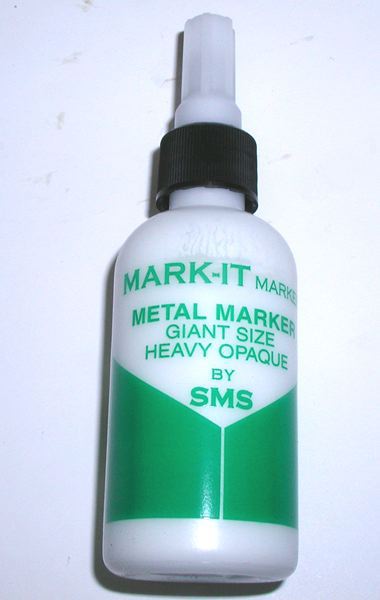 MARK-IT MARKE
METAL MARKER
GIANT SIZE
HEAVY OPAQUE
BY
SMS